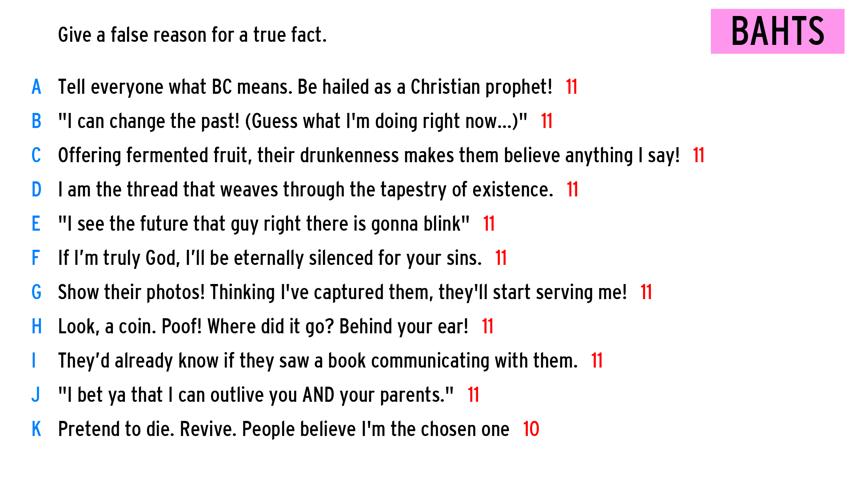 Give a false reason for a true fact.
BAHTS
A Tell everyone what BC means. Be hailed as a Christian prophet! 11
B "I can change the past! (Guess what I'm doing right now...)" 11
C Offering fermented fruit, their drunkenness makes them believe anything I say! 11
D I am the thread that weaves through the tapestry of existence. 11
E "I see the future that guy right there is gonna blink" 11
F If I'm truly God, I'll be eternally silenced for your sins. 11
G Show their photos! Thinking I've captured them, they'll start serving me! 11
H Look, a coin. Poof! Where did it go? Behind your ear! 11
I They'd already know if they saw a book communicating with them. 11
J "I bet ya that I can outlive you AND your parents." 11
K Pretend to die. Revive. People believe I'm the chosen one 10